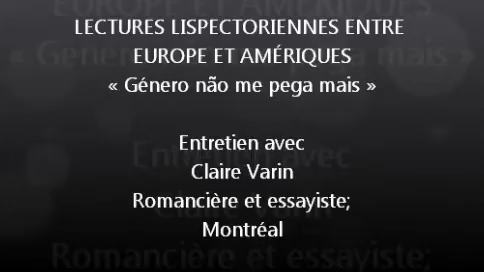 LECTURES LISPECTORIENNES ENTRE
EUROPE ET AMÉRIQUES
« Género não me pega mais »
Entretien avec
Claire Varin
Romancière et essayiste;
Montréal